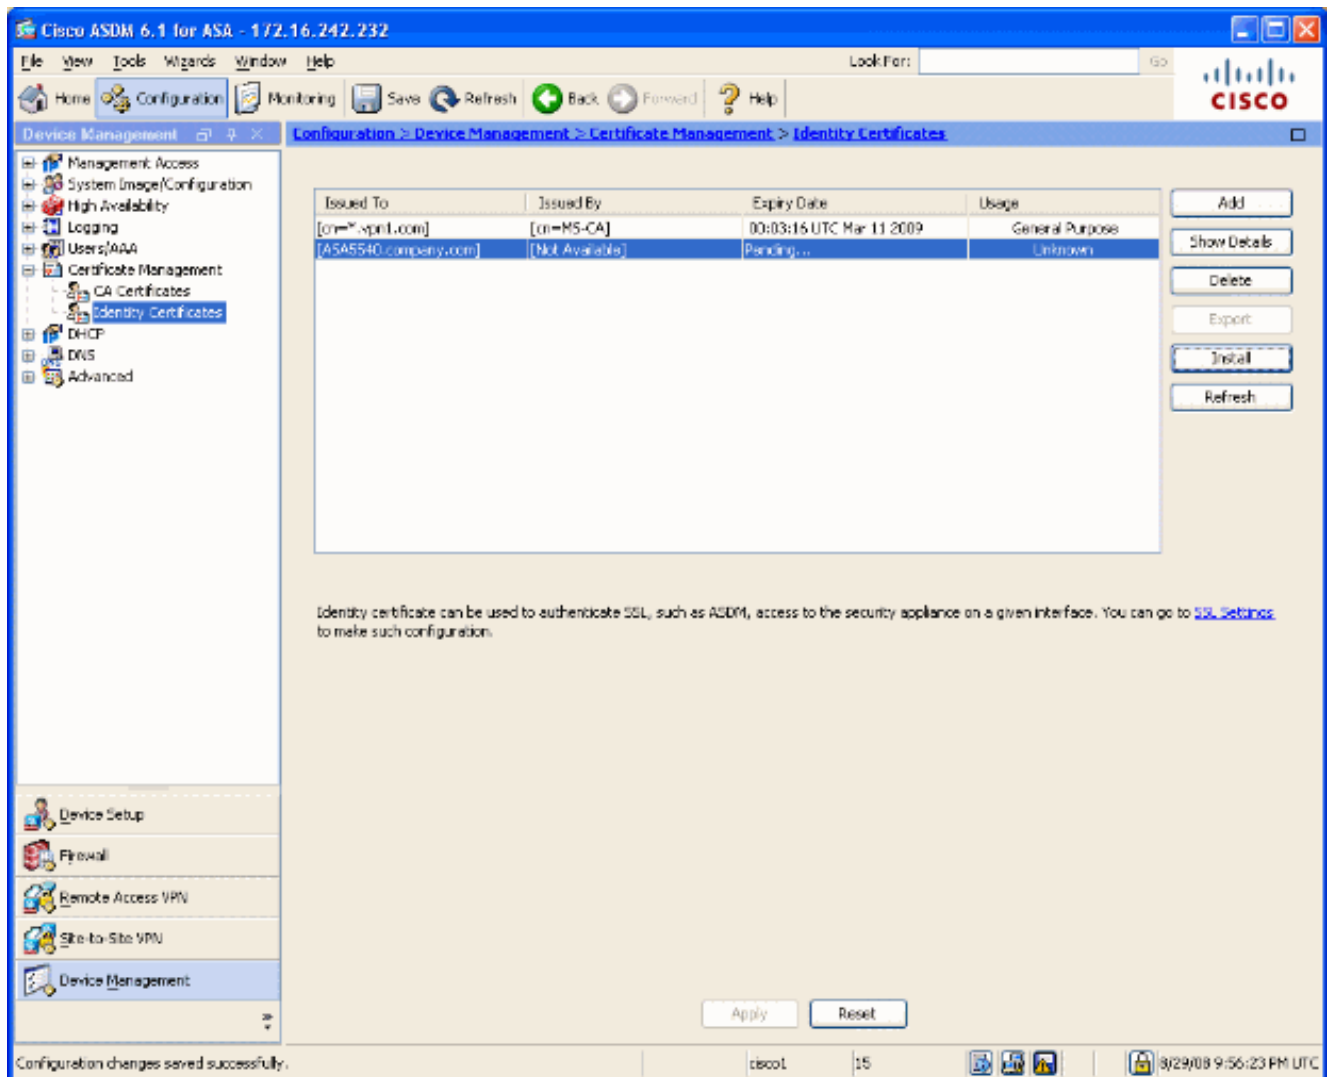 Cisco ASDM 6.1 for ASA - 172.16.242.232
File View Tools Wizards Window Help Look For: Go
Home Configuration Monitoring Save Refresh Back Forward Help
CISCO
Device Management
Configuration > Device Management > Certificate Management > Identity Certificates
Management Access
System Image/Configuration
High Availability
Logging
Users/AAA
Certificate Management
CA Certificates
Identity Certificates
DHCP
DNS
Advanced
Issued To Issued By Expiry Date Usage
[cn=*.vpn1.com] [cn=MS-CA] 00:03:16 UTC Mar 11 2009 General Purpose
[ASA5540.company.com] [Not Available] Pending... Unknown
Add
Show Details
Delete
Export
Install
Refresh
Identity certificate can be used to authenticate SSL, such as ASDM, access to the security appliance on a given interface. You can go to SSL Settings
to make such configuration.
Device Setup
Firewall
Remote Access VPN
Site-to-Site VPN
Device Management
Apply Reset
Configuration changes saved successfully. cisco1 15 8/29/08 9:56:23 PM UTC